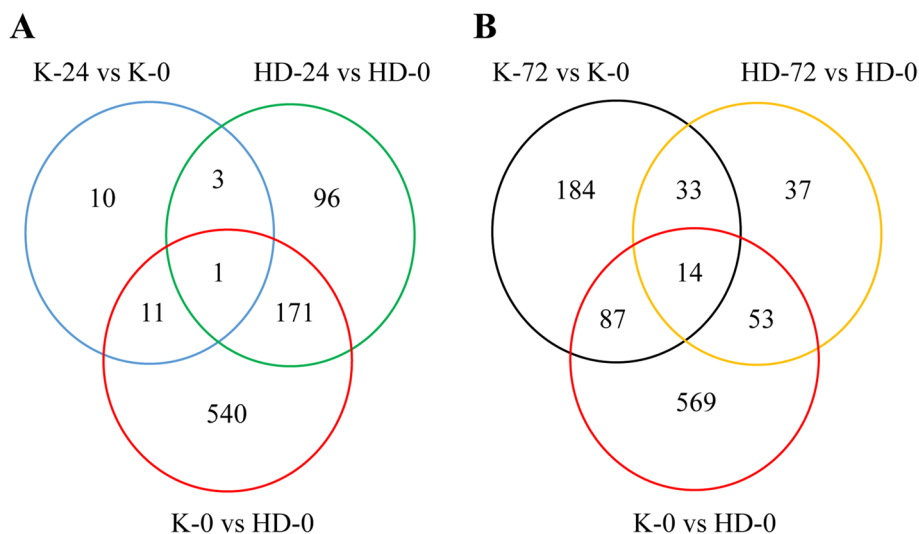 A
B
K-24 vs K-0
HD-24 vs HD-0
K-72 vs K-0
HD-72 vs HD-0
10
3
96
184
33
37
1
14
11
171
87
53
540
569
K-0 vs HD-0
K-0 vs HD-0